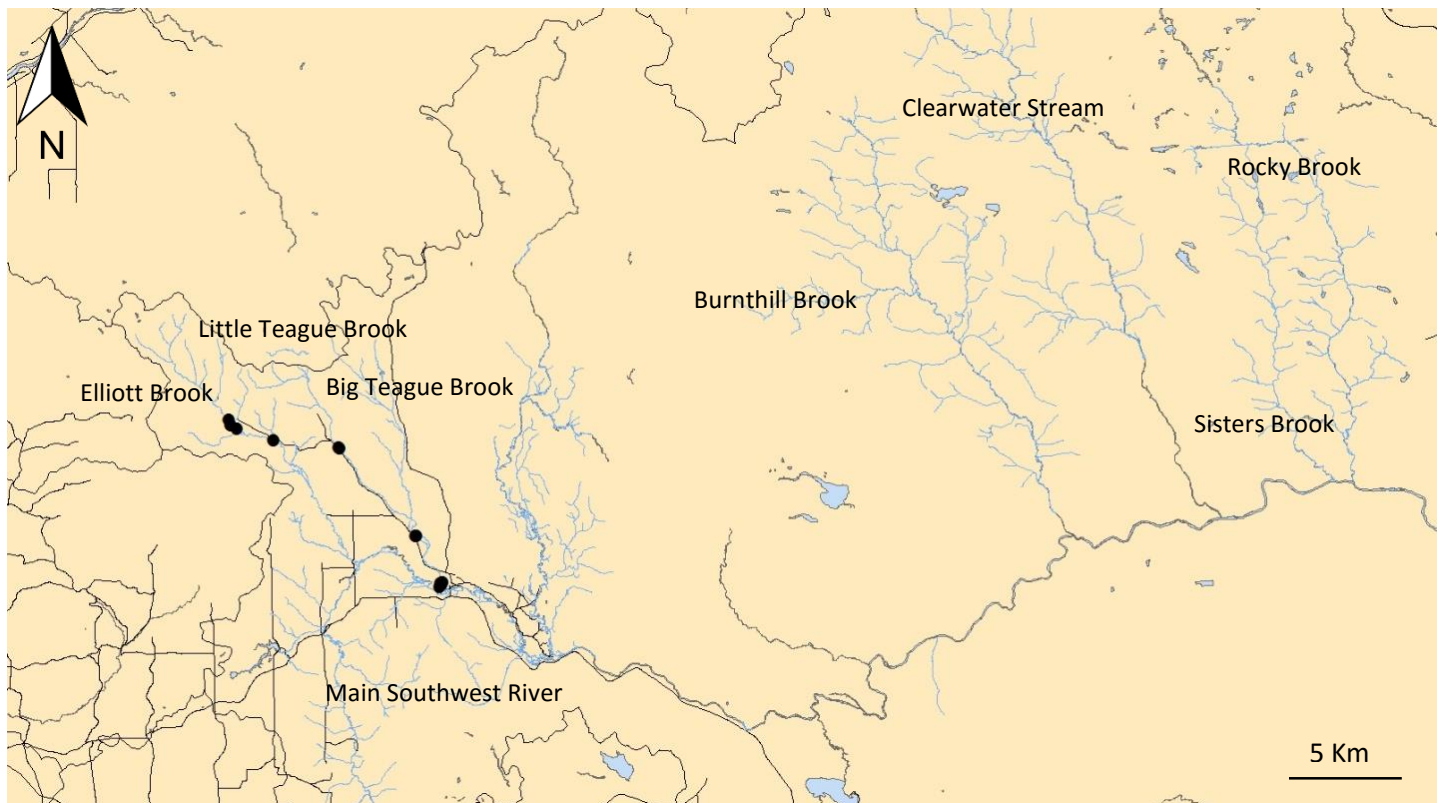 Clearwater Stream
N
Rocky Brook
Burnthill Brook
Little Teague Brook
Big Teague Brook
Elliott Brook
Sisters Brook
Main Southwest River
5 Km